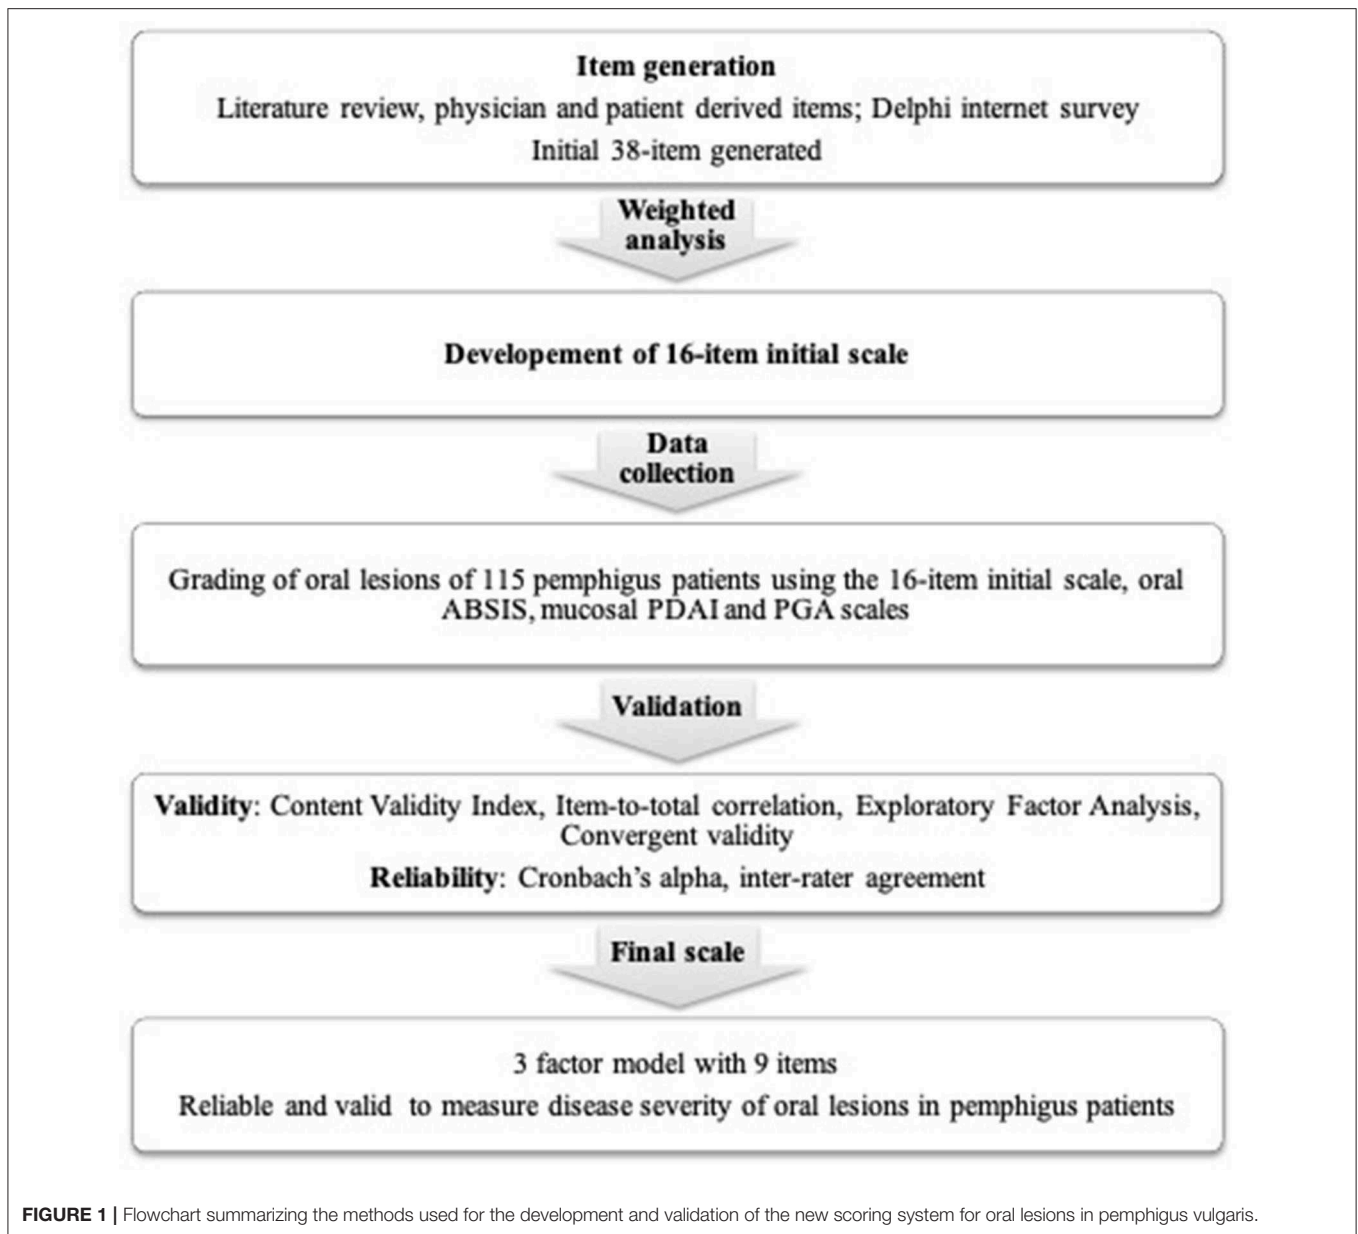 Item generation
Literature review, physician and patient derived items; Delphi internet survey
Initial 38-item generated
Weighted
analysis
Developement of 16-item initial scale
Data
collection
Grading of oral lesions of 115 pemphigus patients using the 16-item initial scale, oral
ABSIS, mucosal PDAI and PGA scales
Validation
Validity: Content Validity Index, Item-to-total correlation, Exploratory Factor Analysis,
Convergent validity
Reliability: Cronbach's alpha, inter-rater agreement
Final scale
3 factor model with 9 items
Reliable and valid to measure disease severity of oral lesions in pemphigus patients
FIGURE 1 | Flowchart summarizing the methods used for the development and validation of the new scoring system for oral lesions in pemphigus vulgaris.